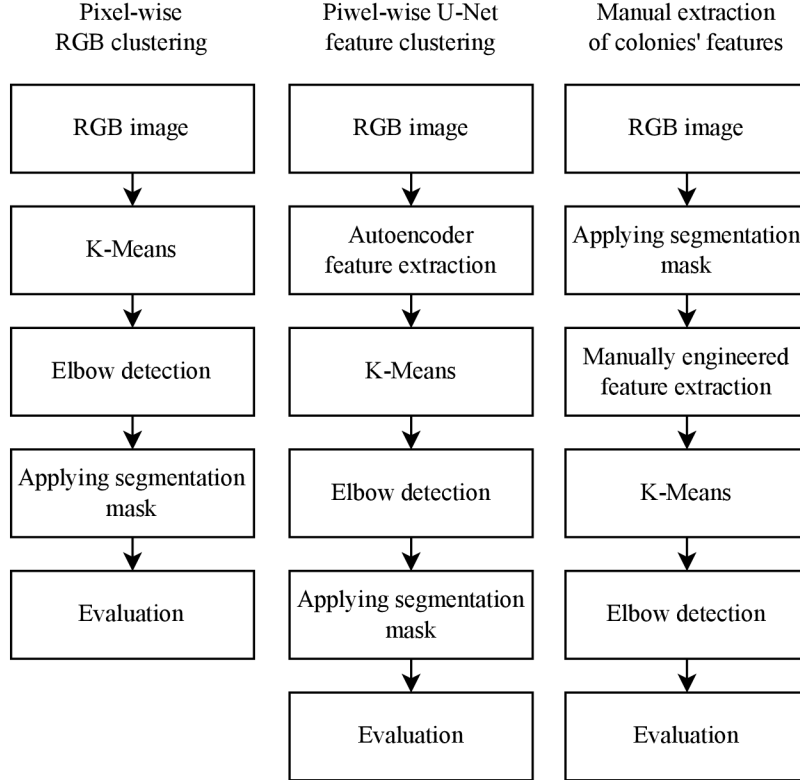 Pixel-wise
RGB clustering
RGB image
K-Means
Elbow detection
Applying segmentation
mask
Evaluation
Piwel-wise U-Net
feature clustering
RGB image
Autoencoder
feature extraction
K-Means
Elbow detection
Applying segmentation
mask
Evaluation
Manual extraction
of colonies' features
RGB image
Applying segmentation
mask
Manually engineered
feature extraction
K-Means
Elbow detection
Evaluation